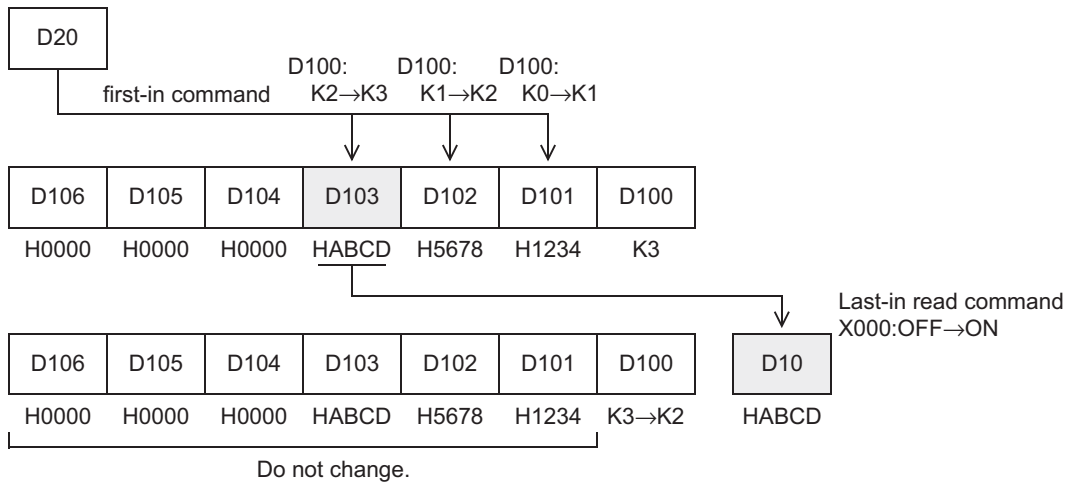 D20
D100: D100: D100:
first-in command K2→K3 K1→K2 K0→K1
D106 D105 D104 D103 D102 D101 D100
H0000 H0000 H0000 HABCD H5678 H1234 K3
Last-in read command
X000:OFF→ON
D106 D105 D104 D103 D102 D101 D100 D10
H0000 H0000 H0000 HABCD H5678 H1234 K3→K2 HABCD
Do not change.